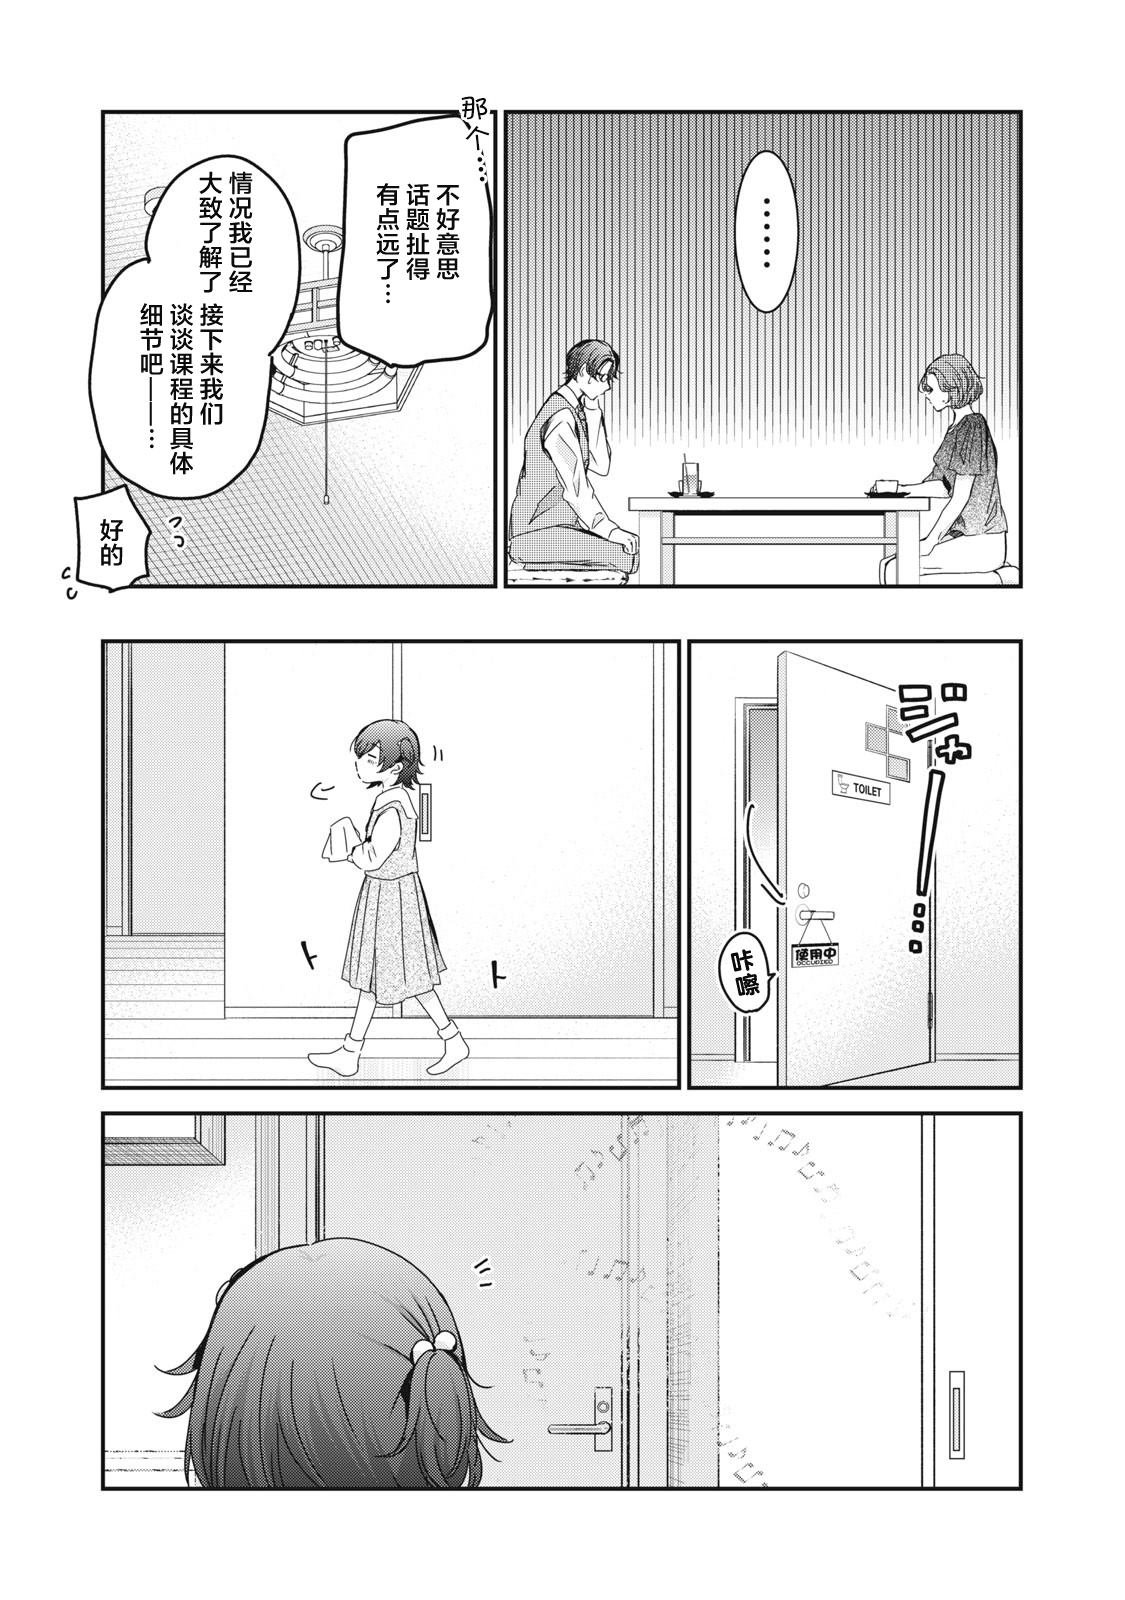 ……
那个…
不好意思
话题扯得
有点远了…
情况我已经
大致了解了
接下来我们
谈谈课程的具体
细节吧——…
好的
ジャー……
TOILET
咔嚓
使用中
OCCUPIED
トト